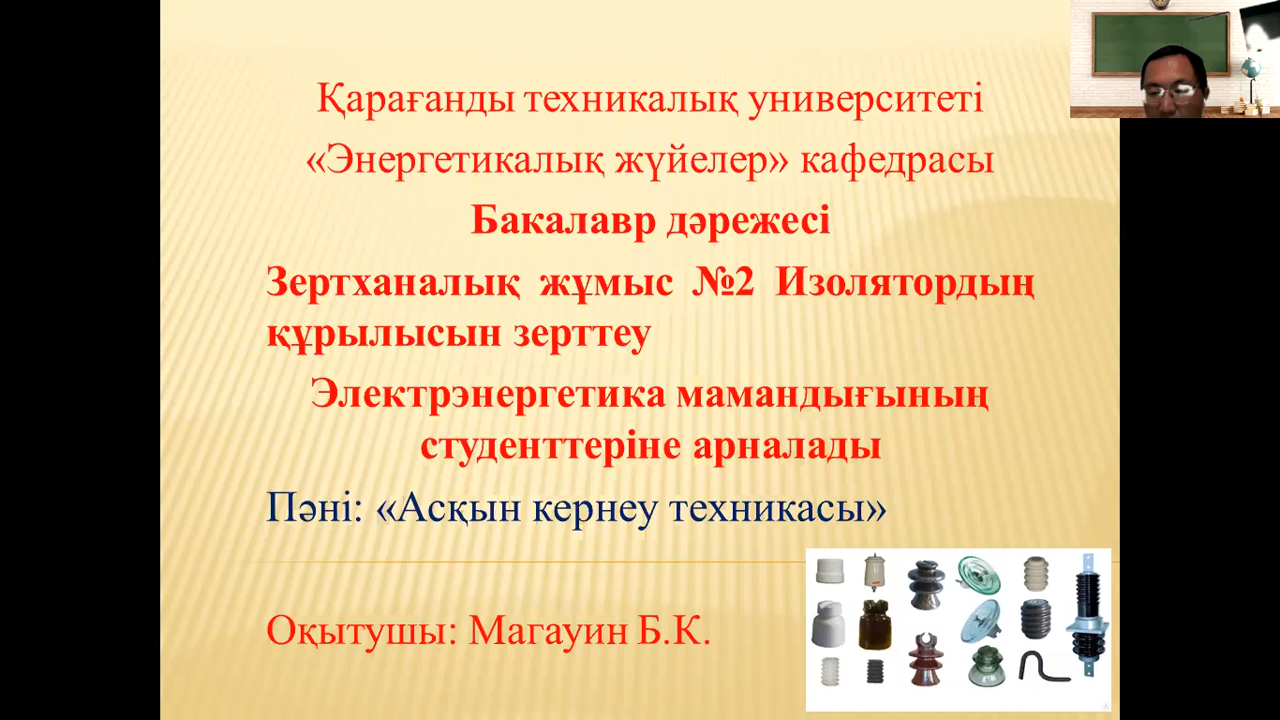 Қарағанды техникалық университеті
«Энергетикалық жүйелер» кафедрасы
Бакалавр дәрежесі
Зертханалық жұмыс №2 Изолятордың
құрылысын зерттеу
Электрэнергетика мамандығының
студенттеріне арналады
Пәні: «Асқын кернеу техникасы»
Оқытушы: Магауин Б.К.